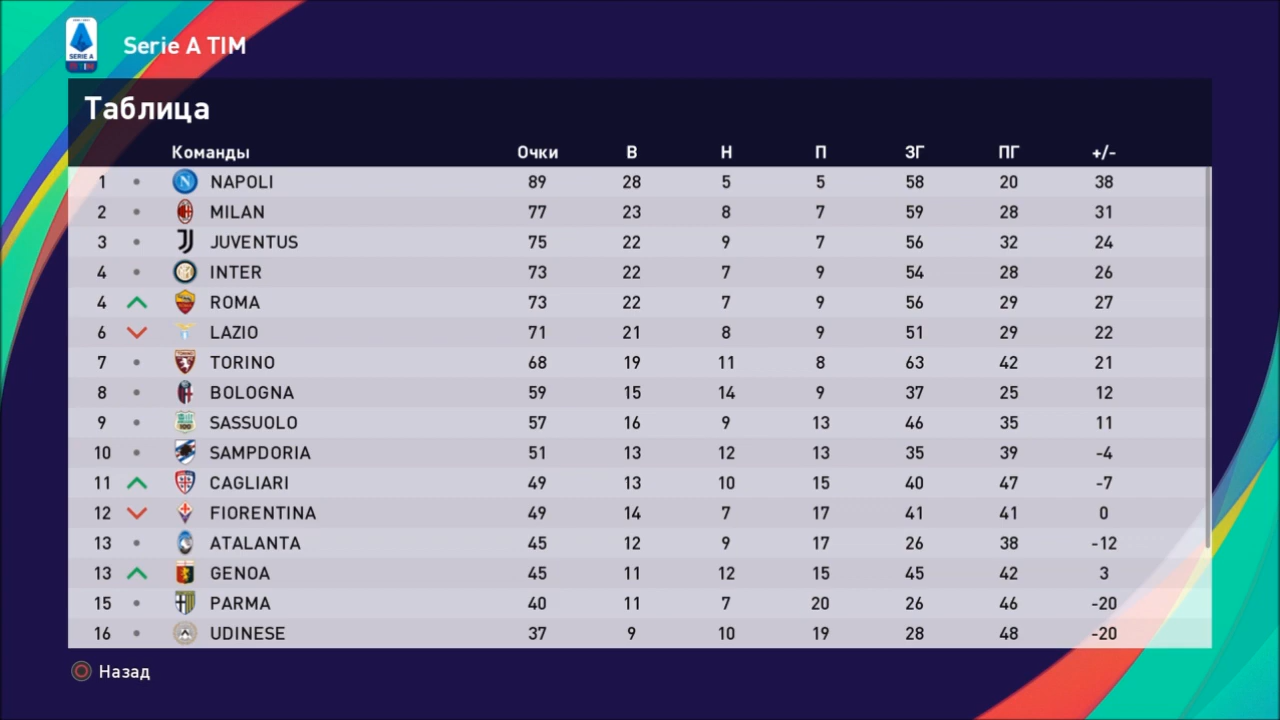 SERIE A
TIM
Serie A TIM
Таблица
Команды Очки В Н П ЗГ ПГ +/-
1 NAPOLI 89 28 5 5 58 20 38
2 MILAN 77 23 8 7 59 28 31
3 JUVENTUS 75 22 9 7 56 32 24
4 INTER 73 22 7 9 54 28 26
4 ROMA 73 22 7 9 56 29 27
6 LAZIO 71 21 8 9 51 29 22
7 TORINO 68 19 11 8 63 42 21
8 BOLOGNA 59 15 14 9 37 25 12
9 SASSUOLO 57 16 9 13 46 35 11
10 SAMPDORIA 51 13 12 13 35 39 -4
11 CAGLIARI 49 13 10 15 40 47 -7
12 FIORENTINA 49 14 7 17 41 41 0
13 ATALANTA 45 12 9 17 26 38 -12
13 GENOA 45 11 12 15 45 42 3
15 PARMA 40 11 7 20 26 46 -20
16 UDINESE 37 9 10 19 28 48 -20
Назад